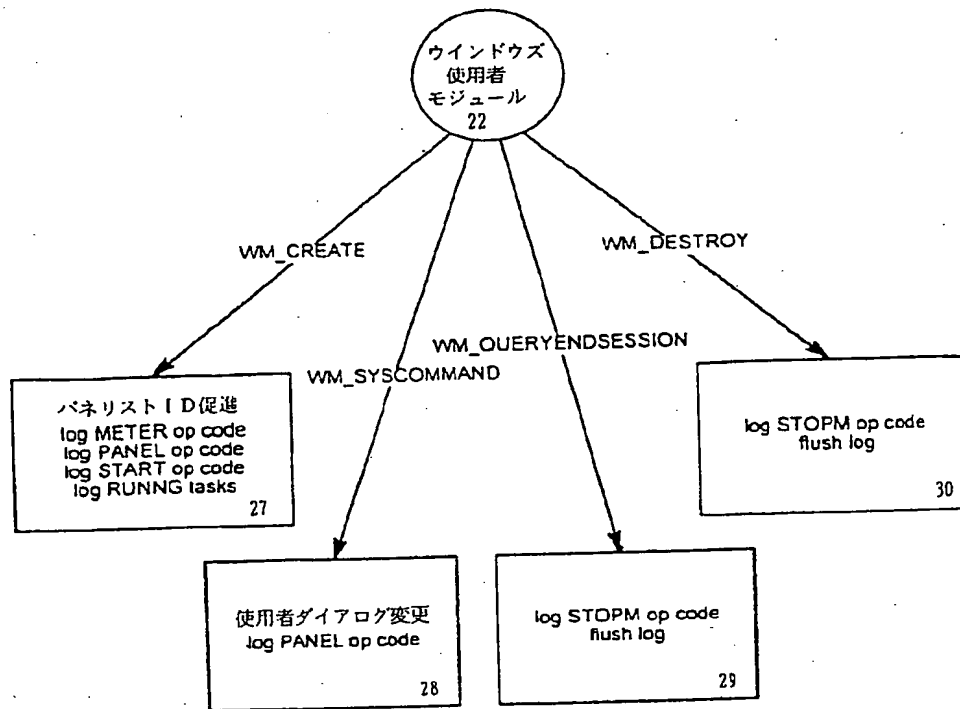 ウインドウズ
使用者
モジュール
22
WM_CREATE
WM_DESTROY
WM_QUERYENDSESSION
WM_SYSCOMMAND
パネリストID促進
log METER op code
log PANEL op code
log START op code
log RUNNG tasks
27
log STOPM op code
flush log
30
使用者ダイアログ変更
log PANEL op code
28
log STOPM op code
flush log
29